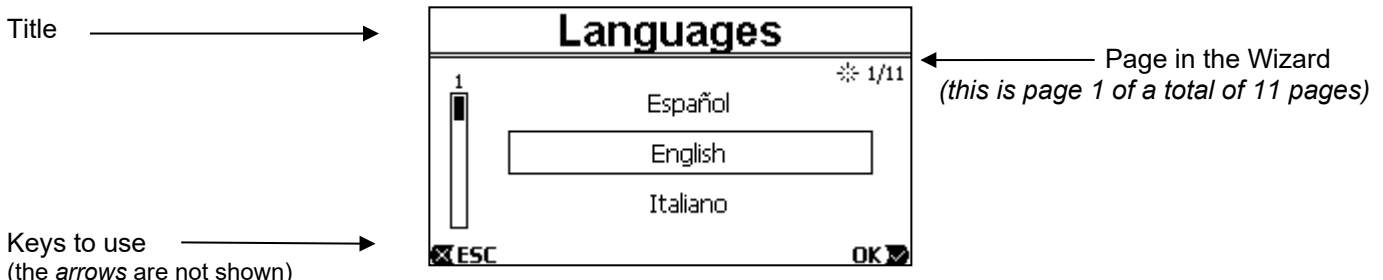 Title
Languages
Page in the Wizard
(this is page 1 of a total of 11 pages)
1
1/11
Español
English
Italiano
Keys to use
(the arrows are not shown)
ESC
OK